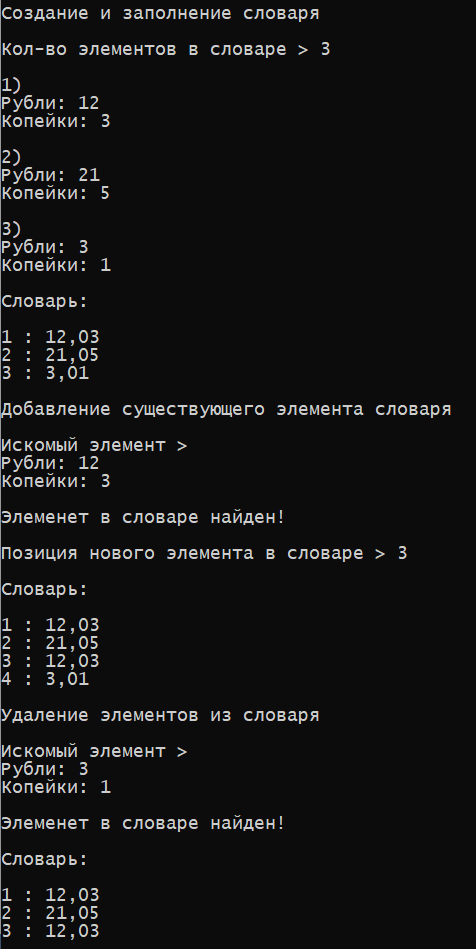 Создание и заполнение словаря
Кол-во элементов в словаре > 3
1)
Рубли: 12
Копейки: 3
2)
Рубли: 21
Копейки: 5
3)
Рубли: 3
Копейки: 1
Словарь:
1 : 12,03
2 : 21,05
3 : 3,01
Добавление существующего элемента словаря
Искомый элемент >
Рубли: 12
Копейки: 3
Элеменет в словаре найден!
Позиция нового элемента в словаре > 3
Словарь:
1 : 12,03
2 : 21,05
3 : 12,03
4 : 3,01
Удаление элементов из словаря
Искомый элемент >
Рубли: 3
Копейки: 1
Элеменет в словаре найден!
Словарь:
1 : 12,03
2 : 21,05
3 : 12,03